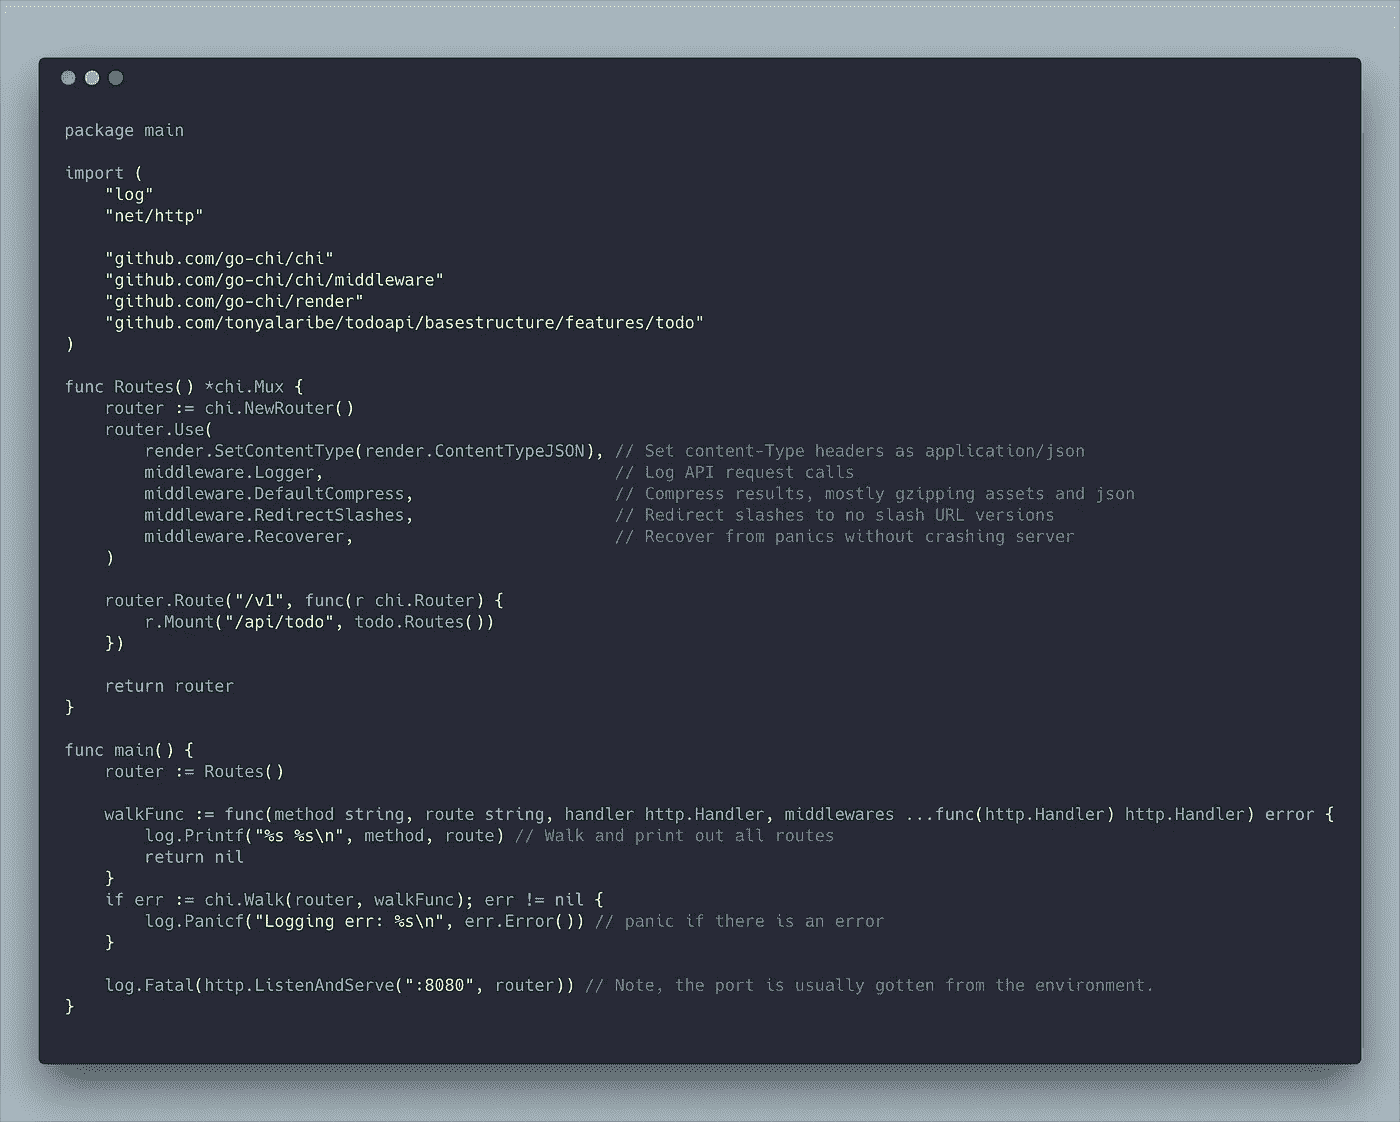 package main

import (
    "log"
    "net/http"

    "github.com/go-chi/chi"
    "github.com/go-chi/chi/middleware"
    "github.com/go-chi/render"
    "github.com/tonyalaribe/todoapi/basestructure/features/todo"
)

func Routes() *chi.Mux {
    router := chi.NewRouter()
    router.Use(
        render.SetContentType(render.ContentTypeJSON), // Set content-Type headers as application/json
        middleware.Logger,                             // Log API request calls
        middleware.DefaultCompress,                    // Compress results, mostly gzipping assets and json
        middleware.RedirectSlashes,                    // Redirect slashes to no slash URL versions
        middleware.Recoverer,                          // Recover from panics without crashing server
    )

    router.Route("/v1", func(r chi.Router) {
        r.Mount("/api/todo", todo.Routes())
    })

    return router
}

func main() {
    router := Routes()

    walkFunc := func(method string, route string, handler http.Handler, middlewares ...func(http.Handler) http.Handler) error {
        log.Printf("%s %s\n", method, route) // Walk and print out all routes
        return nil
    }
    if err := chi.Walk(router, walkFunc); err != nil {
        log.Panicf("Logging err: %s\n", err.Error()) // panic if there is an error
    }

    log.Fatal(http.ListenAndServe(":8080", router)) // Note, the port is usually gotten from the environment.
}